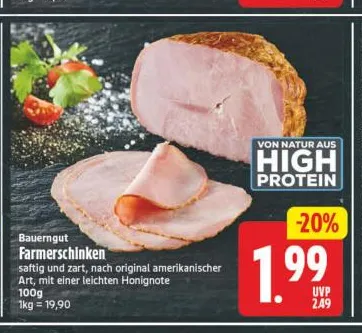 VON NATUR AUS
HIGH
PROTEIN
-20%
Bauerngut
Farmerschinken
saftig und zart, nach original amerikanischer
Art, mit einer leichten Honignote
100g
1kg = 19,90
1.99
UVP
2.49